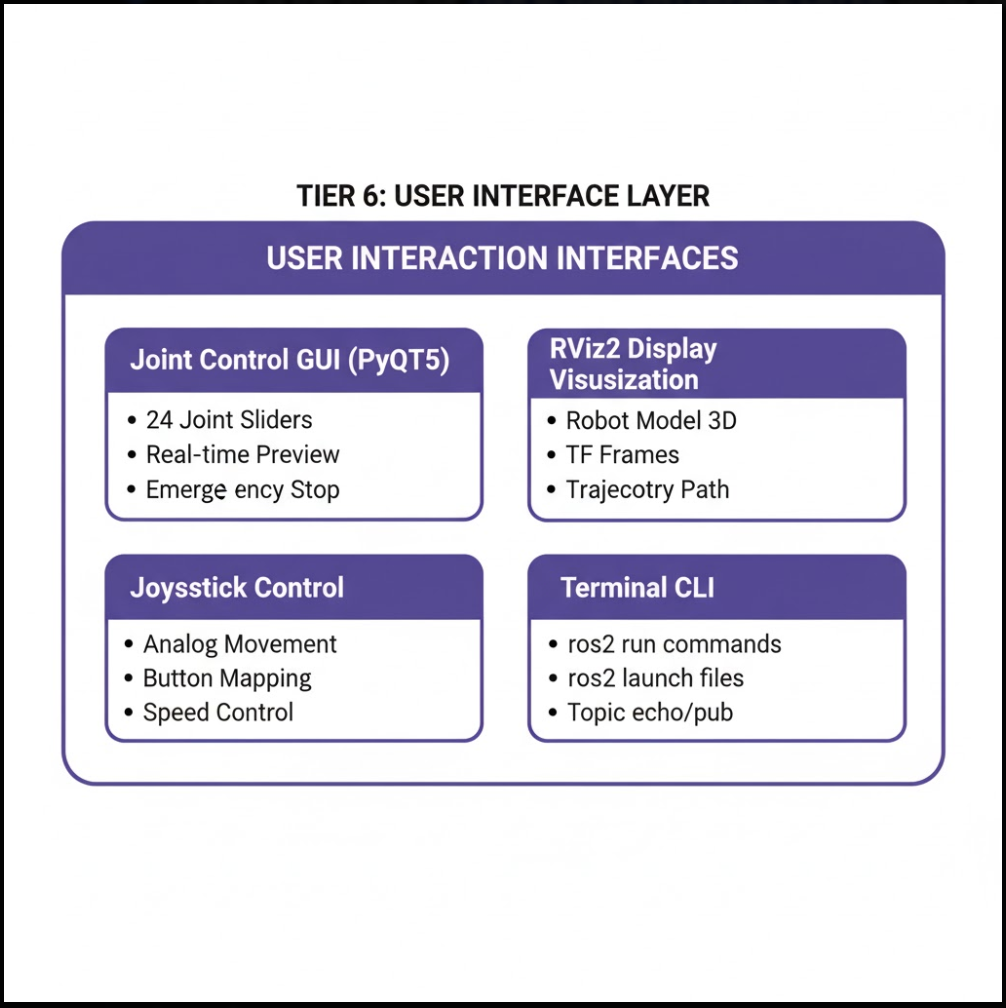 TIER 6: USER INTERFACE LAYER
USER INTERACTION INTERFACES
Joint Control GUI (PyQT5)
• 24 Joint Sliders
• Real-time Preview
• Emerge ency Stop
RViz2 Display
Visusization
• Robot Model 3D
• TF Frames
• Trajecotry Path
Joysstick Control
• Analog Movement
• Button Mapping
• Speed Control
Terminal CLI
• ros2 run commands
• ros2 launch files
• Topic echo/pub